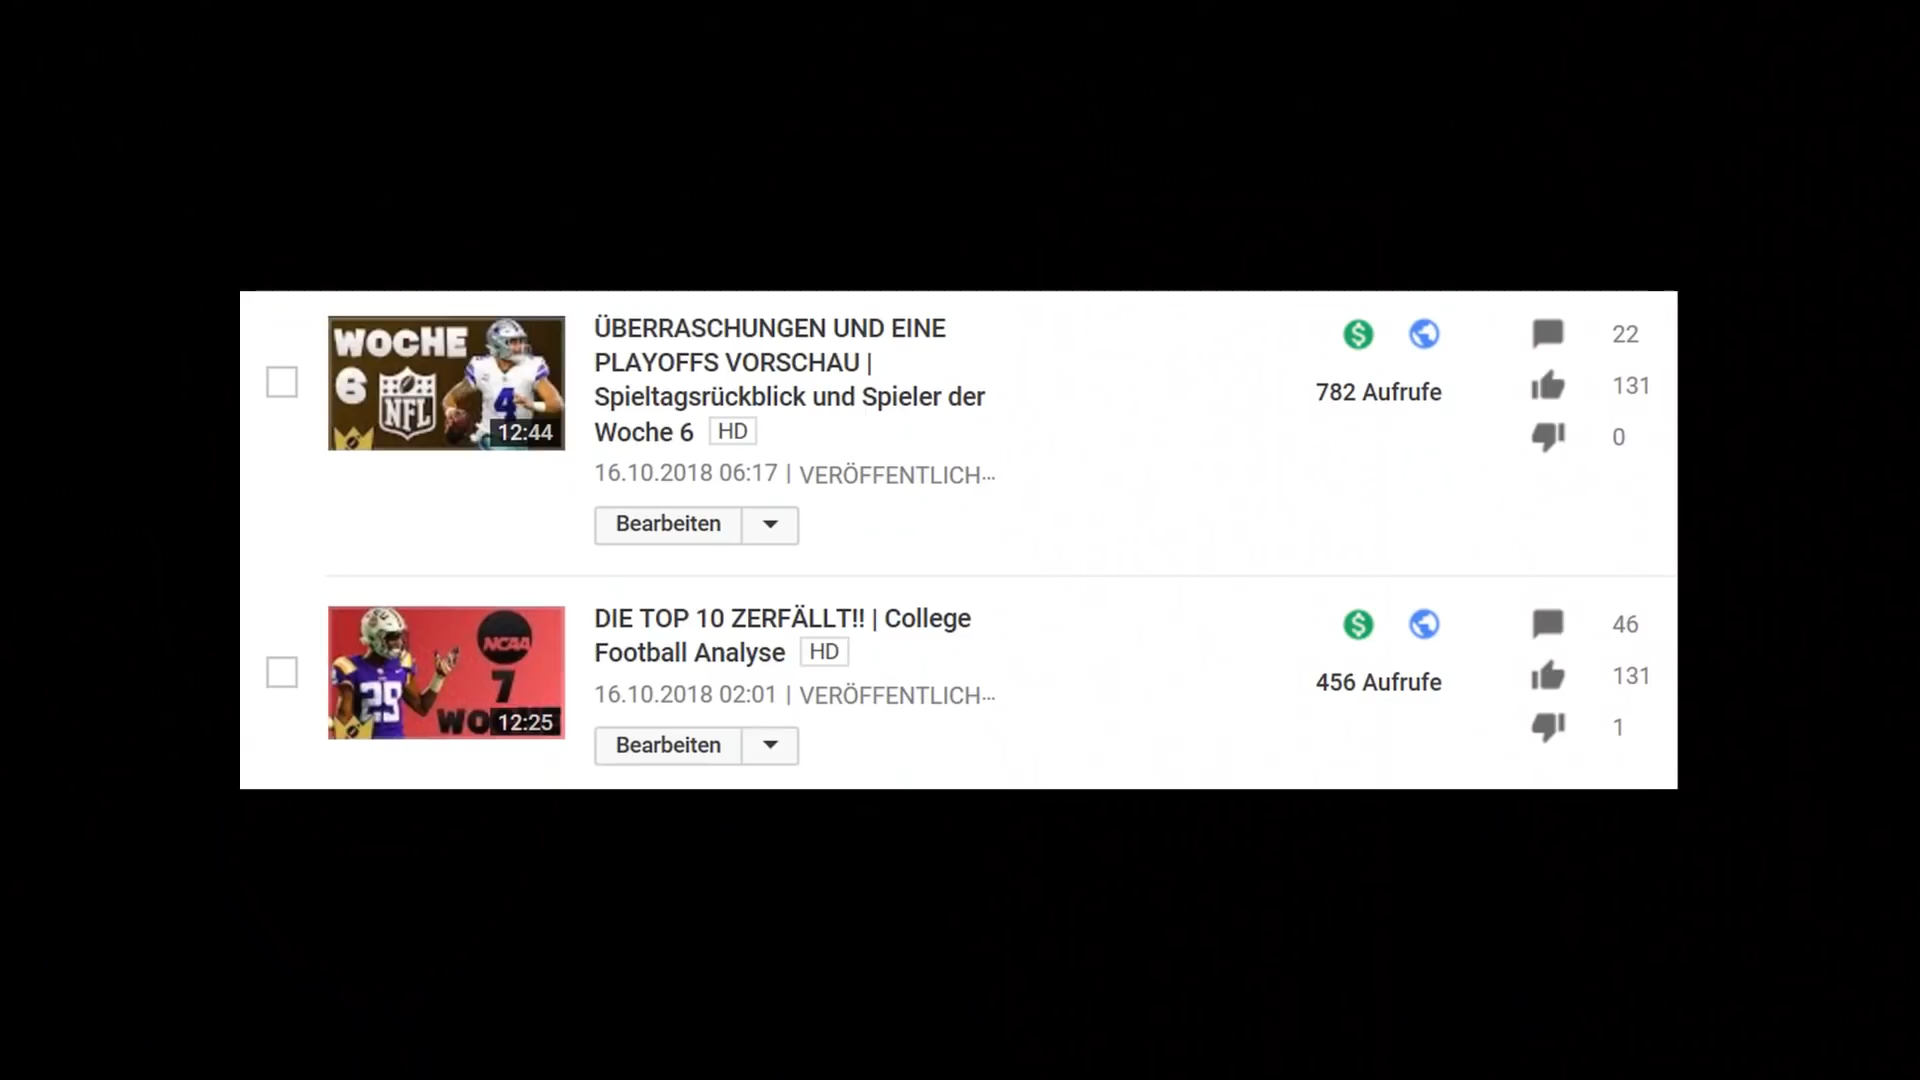 WOCHE
6
NFL
4
12:44
ÜBERRASCHUNGEN UND EINE
PLAYOFFS VORSCHAU |
Spieltagsrückblick und Spieler der
Woche 6 HD
16.10.2018 06:17 | VERÖFFENTLICH...
Bearbeiten
782 Aufrufe
22
131
0
NCAA
7
WO
29
12:25
DIE TOP 10 ZERFÄLLT!! | College
Football Analyse HD
16.10.2018 02:01 | VERÖFFENTLICH...
Bearbeiten
456 Aufrufe
46
131
1